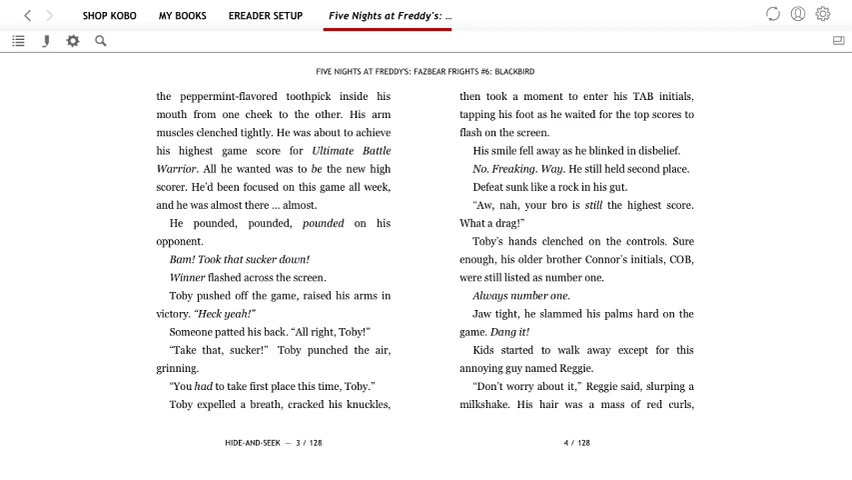 SHOP KOBO MY BOOKS EREADER SETUP Five Nights at Freddy's: ...
FIVE NIGHTS AT FREDDY'S: FAZBEAR FRIGHTS #6: BLACKBIRD
the peppermint-flavored toothpick inside his
mouth from one cheek to the other. His arm
muscles clenched tightly. He was about to achieve
his highest game score for Ultimate Battle
Warrior. All he wanted was to be the new high
scorer. He'd been focused on this game all week,
and he was almost there ... almost.
He pounded, pounded, pounded on his
opponent.
Bam! Took that sucker down!
Winner flashed across the screen.
Toby pushed off the game, raised his arms in
victory. “Heck yeah!”
Someone patted his back. “All right, Toby!”
“Take that, sucker!” Toby punched the air,
grinning.
“You had to take first place this time, Toby.”
Toby expelled a breath, cracked his knuckles,
HIDE-AND-SEEK — 3 / 128
then took a moment to enter his TAB initials,
tapping his foot as he waited for the top scores to
flash on the screen.
His smile fell away as he blinked in disbelief.
No. Freaking. Way. He still held second place.
Defeat sunk like a rock in his gut.
“Aw, nah, your bro is still the highest score.
What a drag!”
Toby's hands clenched on the controls. Sure
enough, his older brother Connor's initials, COB,
were still listed as number one.
Always number one.
Jaw tight, he slammed his palms hard on the
game. Dang it!
Kids started to walk away except for this
annoying guy named Reggie.
“Don't worry about it,” Reggie said, slurping a
milkshake. His hair was a mass of red curls,
4 / 128